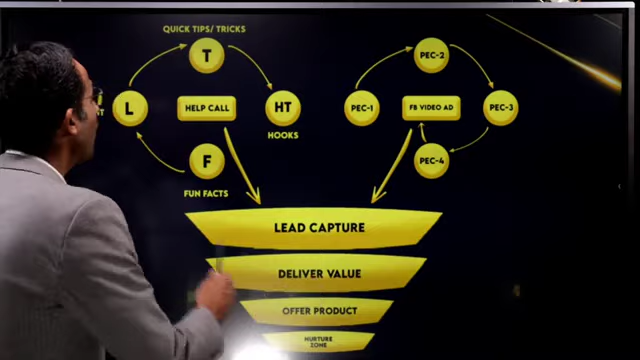 QUICK TIPS/ TRICKS
T
L
HELP CALL
HT
HOOKS
F
FUN FACTS
PEC-2
PEC-1
FB VIDEO AD
PEC-3
PEC-4
LEAD CAPTURE
DELIVER VALUE
OFFER PRODUCT
NURTURE
ZONE